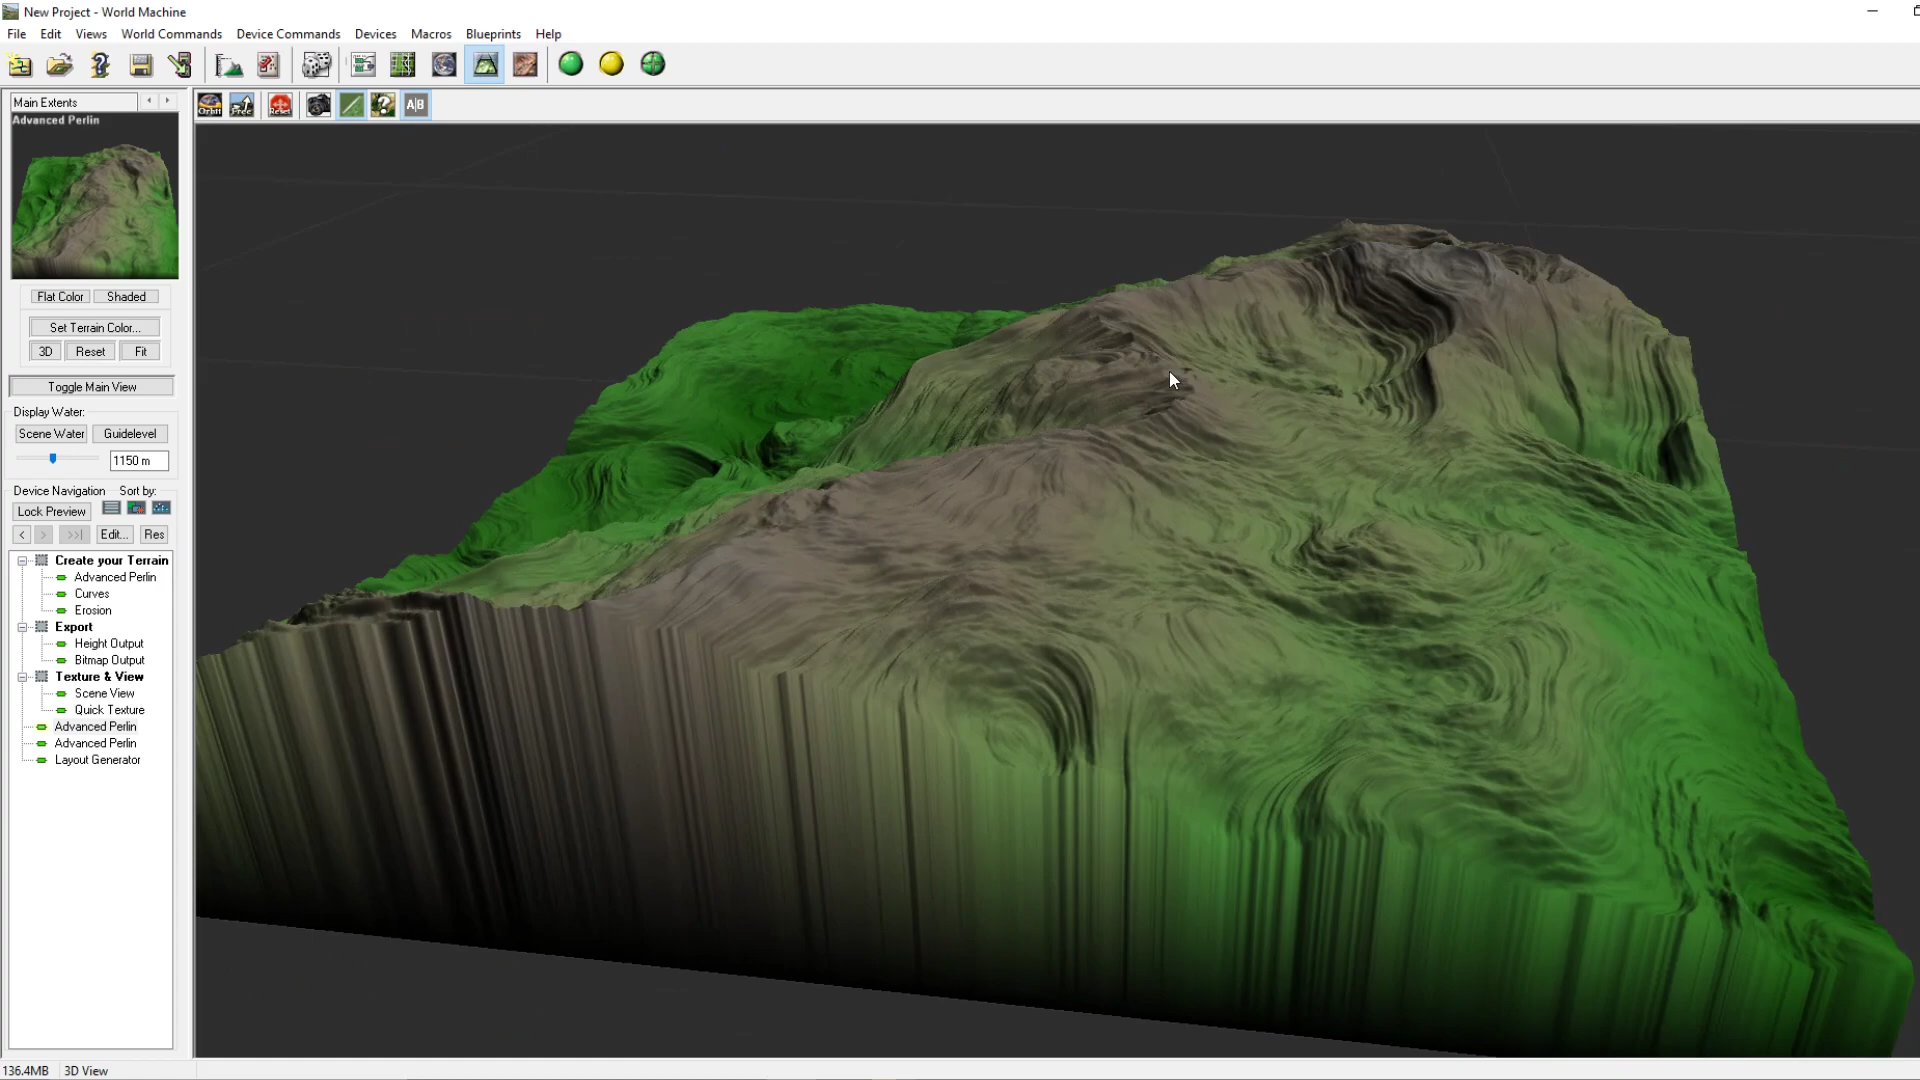 New Project - World Machine
File Edit Views World Commands Device Commands Devices Macros Blueprints Help
Main Extents
Orbit Free Reset A|B
Advanced Perlin
Flat Color Shaded
Set Terrain Color...
3D Reset Fit
Toggle Main View
Display Water:
Scene Water Guidelevel
1150 m
Device Navigation Sort by:
Lock Preview
< > >>| Edit... Res
Create your Terrain
Advanced Perlin
Curves
Erosion
Export
Height Output
Bitmap Output
Texture & View
Scene View
Quick Texture
Advanced Perlin
Advanced Perlin
Layout Generator
136.4MB 3D View